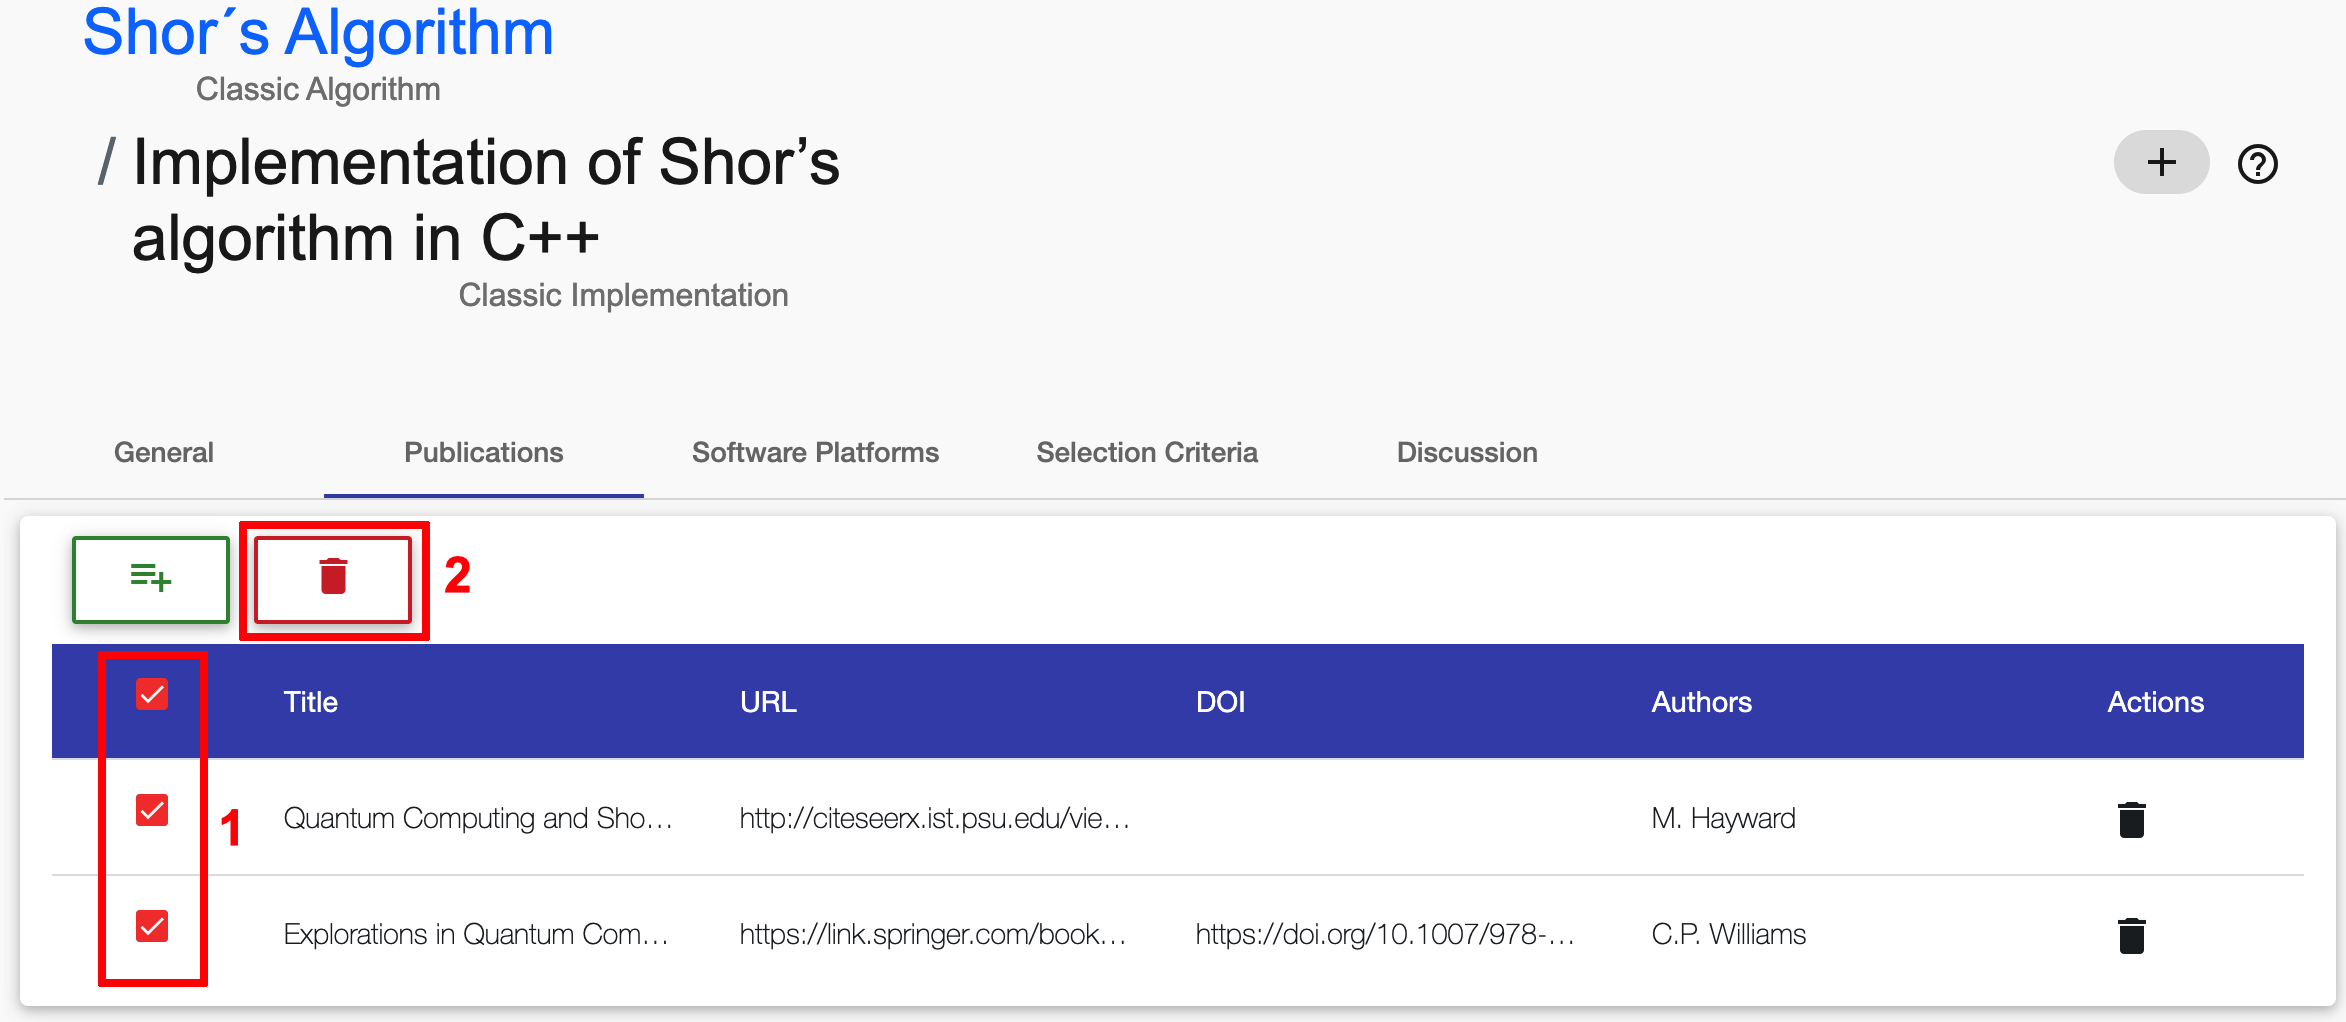 Shor´s Algorithm
Classic Algorithm
/ Implementation of Shor’s
algorithm in C++
Classic Implementation
General Publications Software Platforms Selection Criteria Discussion
2
Title URL DOI Authors Actions
1
Quantum Computing and Sho… http://citeseerx.ist.psu.edu/vie… M. Hayward
Explorations in Quantum Com… https://link.springer.com/book… https://doi.org/10.1007/978-… C.P. Williams